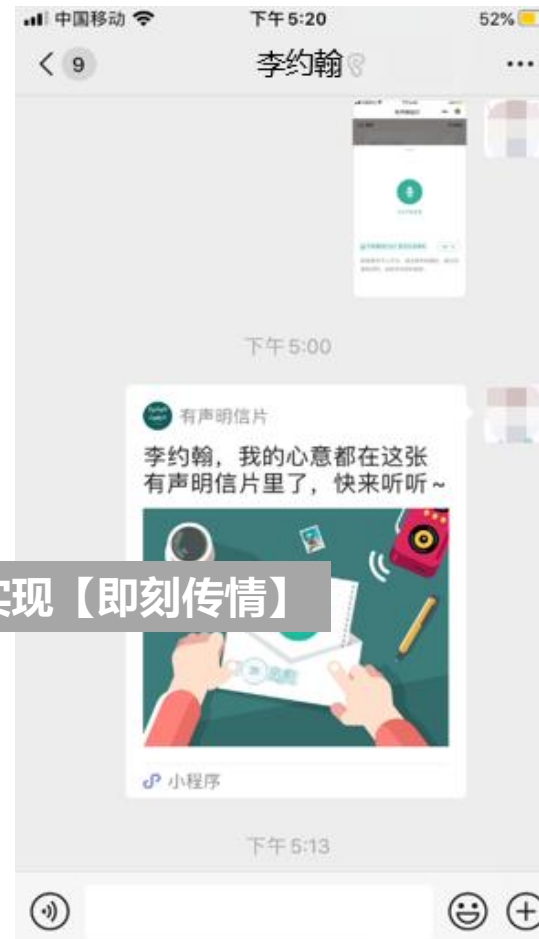 中国移动
下午5:20
52%
9
李约翰
下午 5:00
有声明信片
李约翰，我的心意都在这张
有声明信片里了，快来听听~
实现【即刻传情】
小程序
下午 5:13